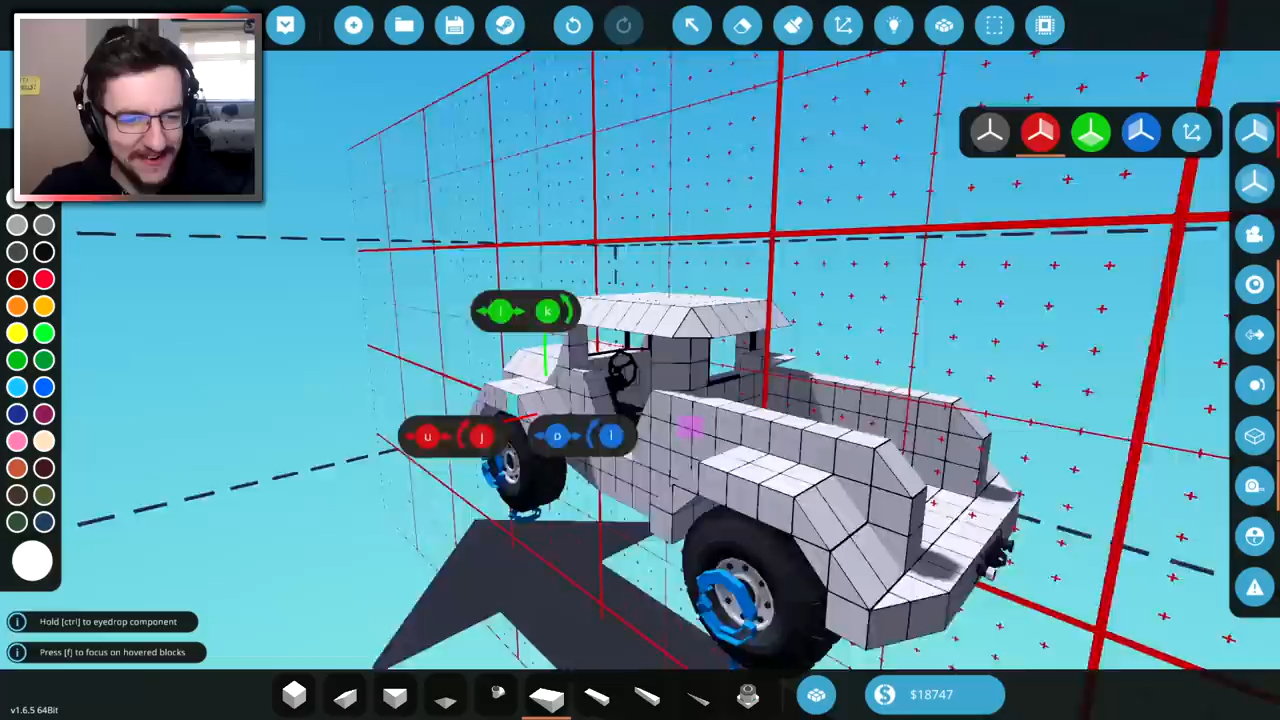 l k
u j
o l
Hold [ctrl] to eyedrop component
Press [f] to focus on hovered blocks
$18747
v1.6.5 64Bit